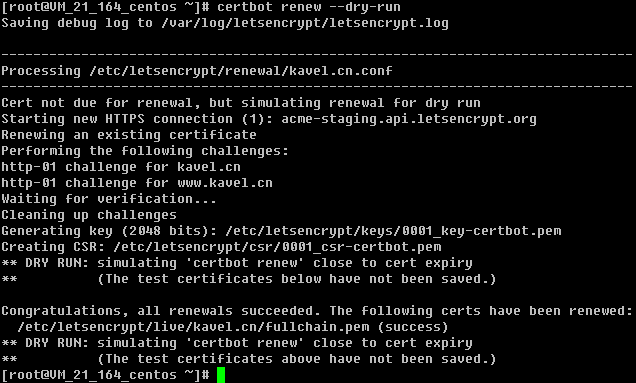 [root@VM_21_164_centos ~]# certbot renew --dry-run
Saving debug log to /var/log/letsencrypt/letsencrypt.log
-------------------------------------------------------------------------------
Processing /etc/letsencrypt/renewal/kavel.cn.conf
-------------------------------------------------------------------------------
Cert not due for renewal, but simulating renewal for dry run
Starting new HTTPS connection (1): acme-staging.api.letsencrypt.org
Renewing an existing certificate
Performing the following challenges:
http-01 challenge for kavel.cn
http-01 challenge for www.kavel.cn
Waiting for verification...
Cleaning up challenges
Generating key (2048 bits): /etc/letsencrypt/keys/0001_key-certbot.pem
Creating CSR: /etc/letsencrypt/csr/0001_csr-certbot.pem
** DRY RUN: simulating 'certbot renew' close to cert expiry
**          (The test certificates below have not been saved.)
Congratulations, all renewals succeeded. The following certs have been renewed:
  /etc/letsencrypt/live/kavel.cn/fullchain.pem (success)
** DRY RUN: simulating 'certbot renew' close to cert expiry
**          (The test certificates above have not been saved.)
[root@VM_21_164_centos ~]#